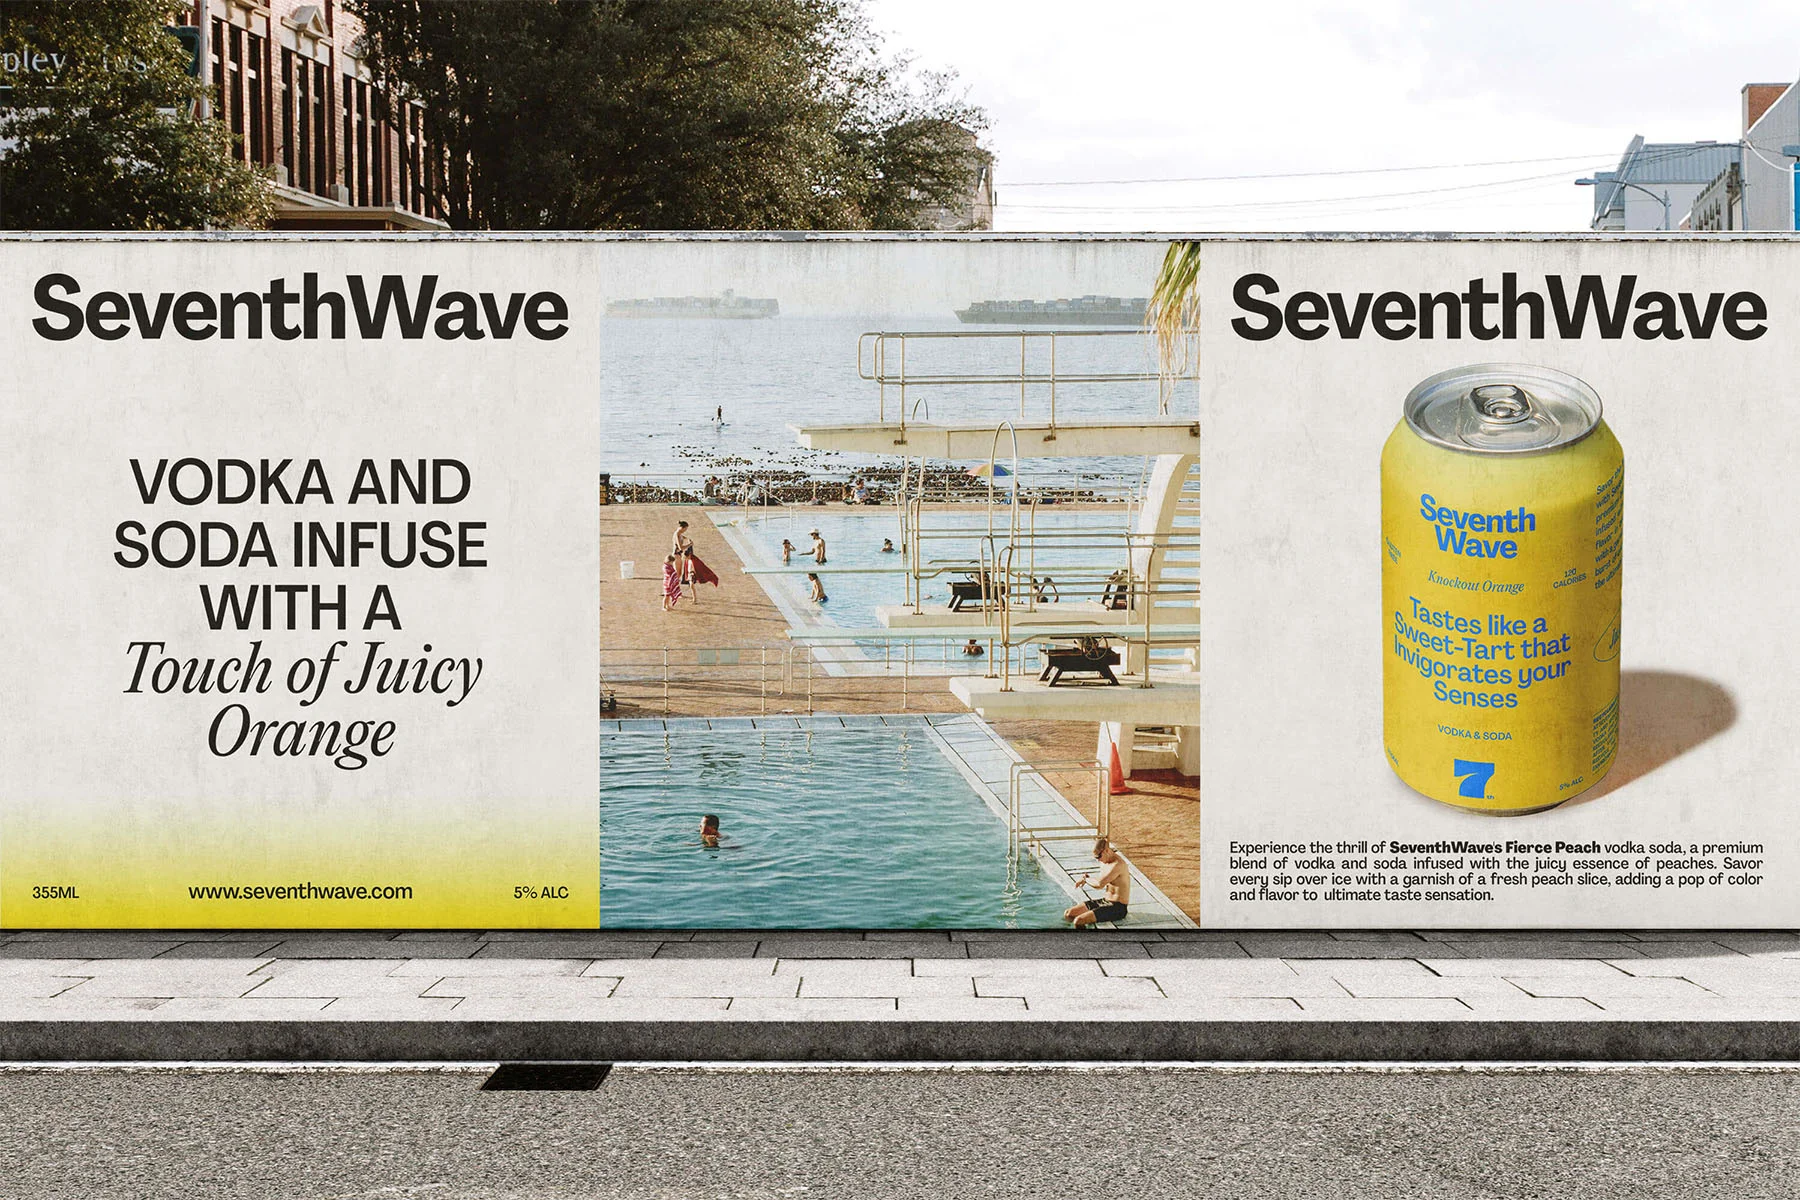 pley
SeventhWave
VODKA AND
SODA INFUSE
WITH A
Touch of Juicy
Orange
355ML
www.seventhwave.com
5% ALC
SeventhWave
Seventh
Wave
Knockout Orange
120
CALORIES
Tastes like a
Sweet-Tart that
Invigorates your
Senses
VODKA & SODA
7th
5% ALC
Experience the thrill of SeventhWave's Fierce Peach vodka soda, a premium
blend of vodka and soda infused with the juicy essence of peaches. Savor
every sip over ice with a garnish of a fresh peach slice, adding a pop of color
and flavor to ultimate taste sensation.